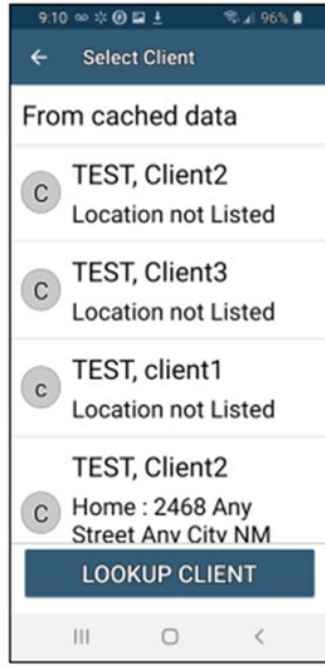 9:10 96%
Select Client
From cached data
C
TEST, Client2
Location not Listed
C
TEST, Client3
Location not Listed
c
TEST, client1
Location not Listed
C
TEST, Client2
Home : 2468 Any
Street Any City NM
LOOKUP CLIENT